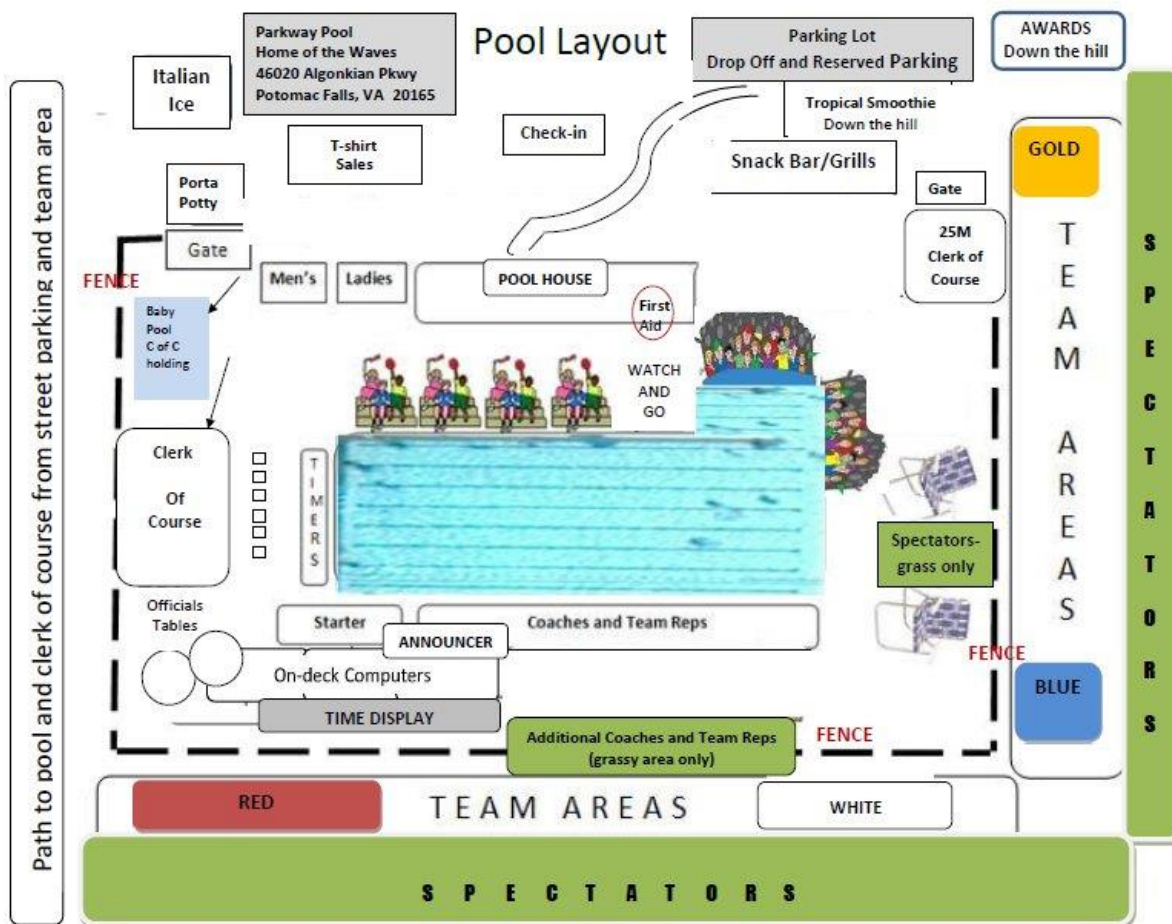 Pool Layout
Parkway Pool
Home of the Waves
46020 Algonkian Pkwy
Potomac Falls, VA  20165
Parking Lot
Drop Off and Reserved Parking
AWARDS
Down the hill
Italian
Ice
T-shirt
Sales
Check-in
Tropical Smoothie
Down the hill
Snack Bar/Grills
Porta
Potty
Gate
Gate
25M
Clerk of
Course
GOLD
TEAM AREAS
SPECTATORS
Path to pool and clerk of course from street parking and team area
FENCE
Men's
Ladies
POOL HOUSE
First
Aid
Baby
Pool
C of C
holding
WATCH
AND
GO
Clerk
Of
Course
TIMERS
Spectators-
grass only
Officials
Tables
Starter
Coaches and Team Reps
ANNOUNCER
On-deck Computers
TIME DISPLAY
FENCE
BLUE
Additional Coaches and Team Reps
(grassy area only)
FENCE
RED
TEAM AREAS
WHITE
SPECTATORS